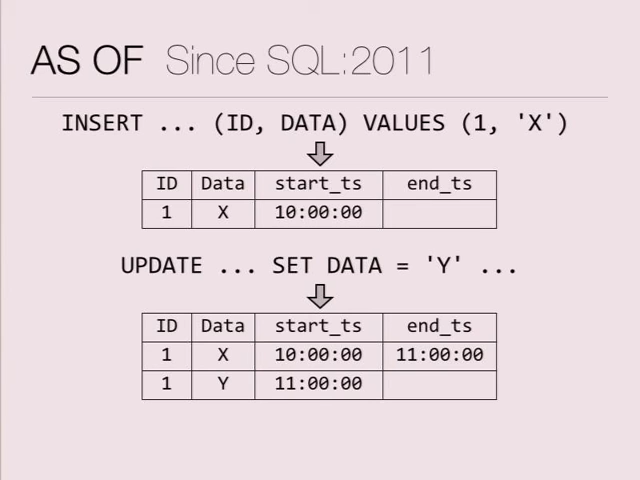 AS OF Since SQL:2011
INSERT ... (ID, DATA) VALUES (1, 'X')
ID Data start_ts end_ts
1 X 10:00:00
UPDATE ... SET DATA = 'Y' ...
ID Data start_ts end_ts
1 X 10:00:00 11:00:00
1 Y 11:00:00